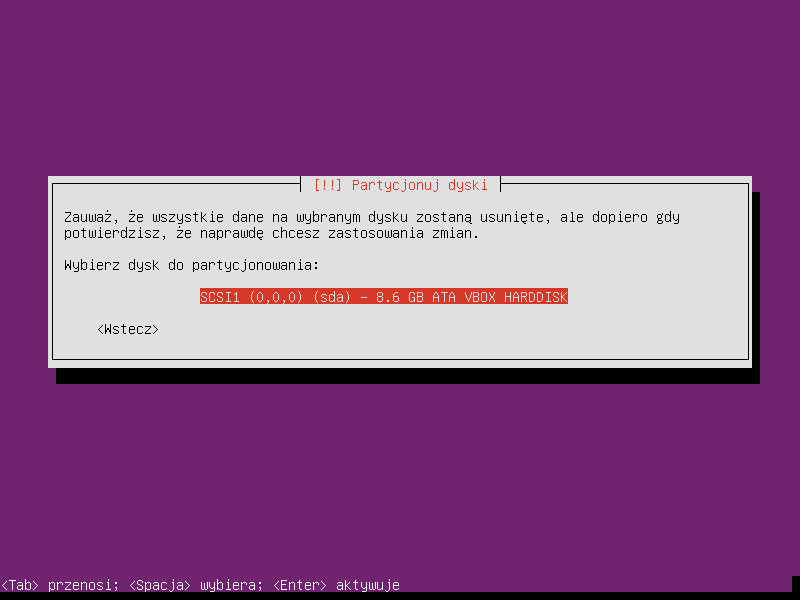 [!!] Partycjonuj dyski
Zauważ, że wszystkie dane na wybranym dysku zostaną usunięte, ale dopiero gdy
potwierdzisz, że naprawdę chcesz zastosowania zmian.
Wybierz dysk do partycjonowania:
SCSI1 (0,0,0) (sda) - 8.6 GB ATA VBOX HARDDISK
<Wstecz>
<Tab> przenosi; <Spacja> wybiera; <Enter> aktywuje